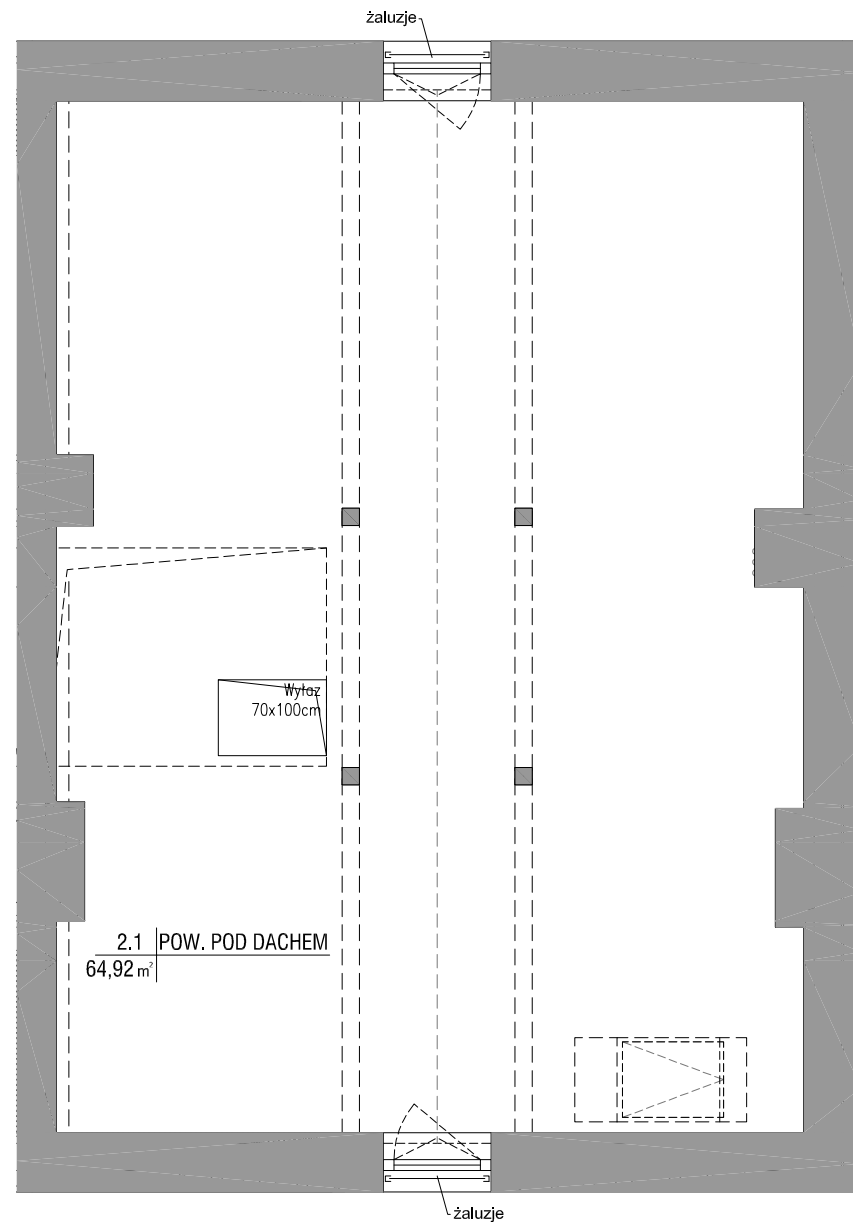 żaluzje
Wyłaz
70x100cm
2.1 POW. POD DACHEM
64,92 m²
żaluzje